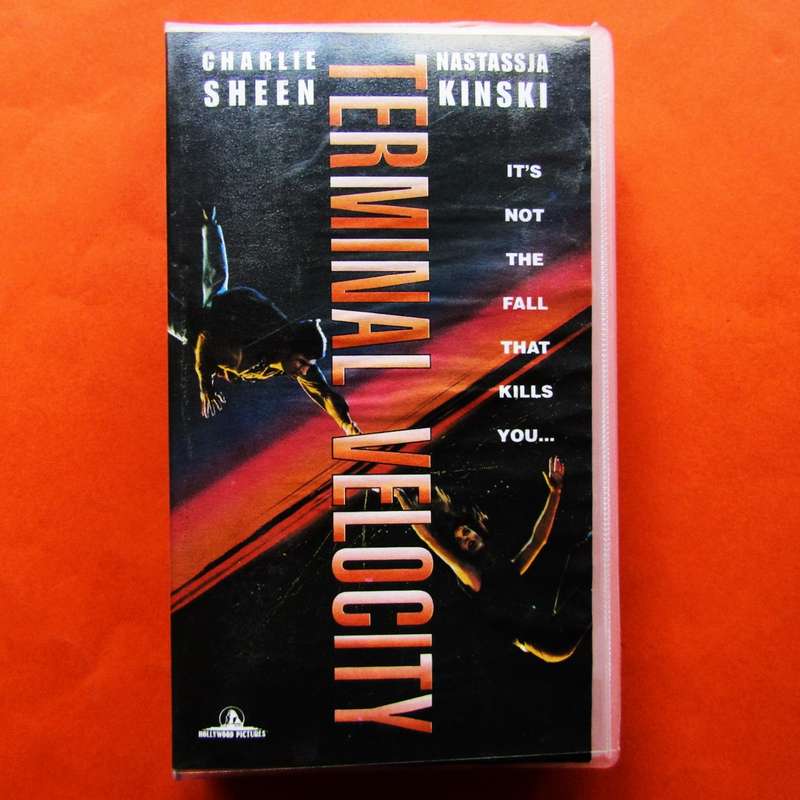 CHARLIE
SHEEN
NASTASSJA
KINSKI
TERMINAL VELOCITY
IT'S
NOT
THE
FALL
THAT
KILLS
YOU...
HOLLYWOOD PICTURES